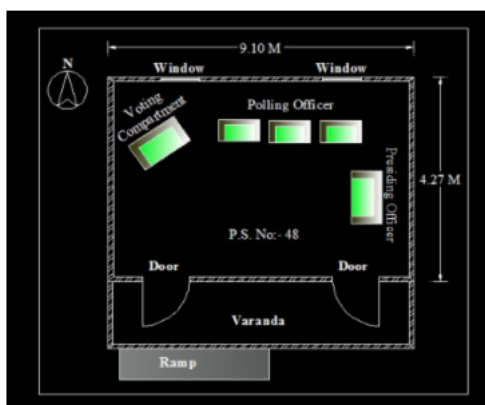 9.10 M
N
Window
Window
Voting
Compartment
Polling Officer
Presiding Officer
4.27 M
P.S. No:- 48
Door
Door
Varanda
Ramp